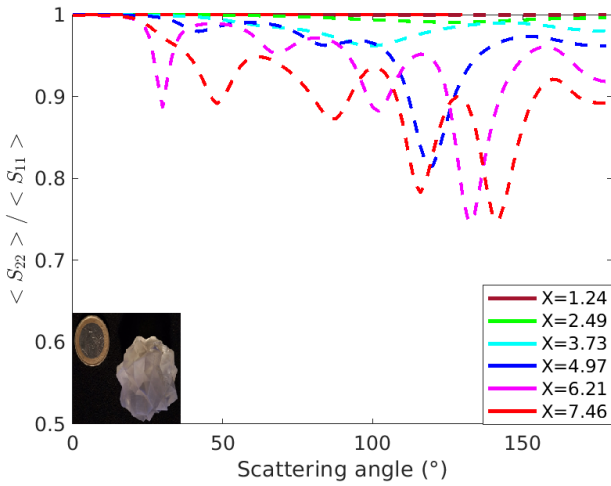 1
0.9
0.8
0.7
0.6
0.5
< S22 > / < S11 >
0
50
100
150
Scattering angle (°)
X=1.24
X=2.49
X=3.73
X=4.97
X=6.21
X=7.46